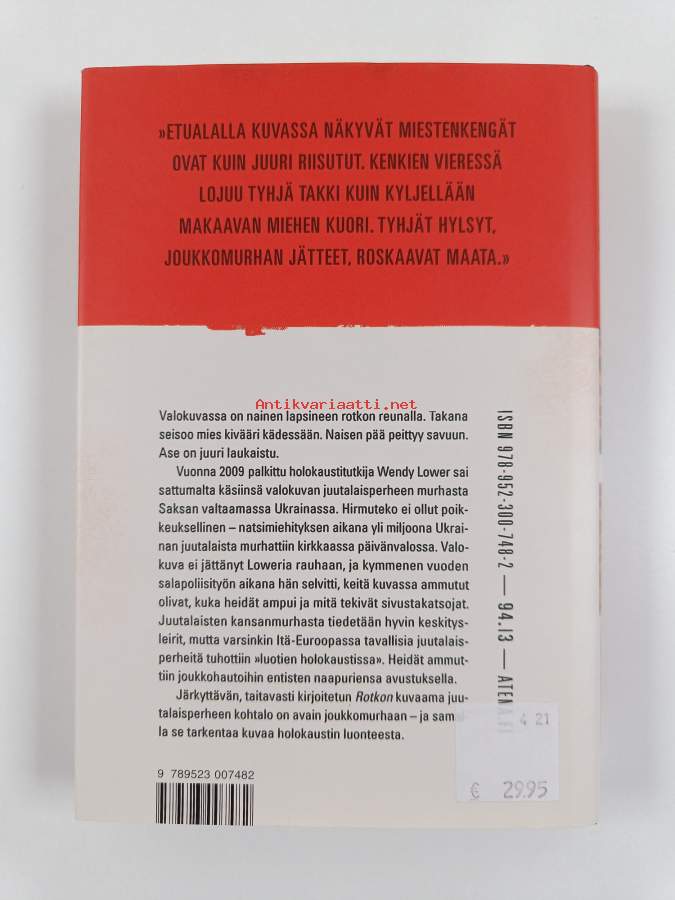 »ETUALALLA KUVASSA NÄKYVÄT MIESTENKENGÄT
OVAT KUIN JUURI RIISUTUT. KENKIEN VIERESSÄ
LOJUU TYHJÄ TAKKI KUIN KYLJELLÄÄN
MAKAAVAN MIEHEN KUORI. TYHJÄT HYLSYT,
JOUKKOMURHAN JÄTTEET, ROSKAAVAT MAATA.»
Antikvariaatti.net
Valokuvassa on nainen lapsineen rotkon reunalla. Takana
seisoo mies kivääri kädessään. Naisen pää peittyy savuun.
Ase on juuri laukaistu.
Vuonna 2009 palkittu holokaustitutkija Wendy Lower sai
sattumalta käsiinsä valokuvan juutalaisperheen murhasta
Saksan valtaamassa Ukrainassa. Hirmuteko ei ollut poik-
keuksellinen – natsimiehityksen aikana yli miljoona Ukrai-
nan juutalaista murhattiin kirkkaassa päivänvalossa. Valo-
kuva ei jättänyt Loweria rauhaan, ja kymmenen vuoden
salapoliisityön aikana hän selvitti, keitä kuvassa ammutut
olivat, kuka heidät ampui ja mitä tekivät sivustakatsojat.
Juutalaisten kansanmurhasta tiedetään hyvin keskitys-
leirit, mutta varsinkin Itä-Euroopassa tavallisia juutalais-
perheitä tuhottiin »luotien holokaustissa». Heidät ammut-
tiin joukkohautoihin entisten naapuriensa avustuksella.
Järkyttävän, taitavasti kirjoitetun Rotkon kuvaama juu-
talaisperheen kohtalo on avain joukkomurhaan – ja sam
la se tarkentaa kuvaa holokaustin luonteesta.
ISBN 978-952-300-748-2 — 94.13 — ATENA.FI
4 21
€ 29.95
9 789523 007482